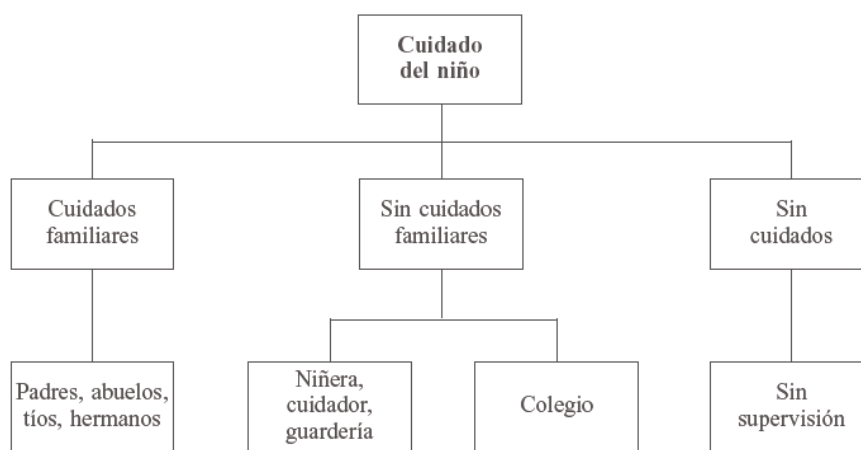 Cuidado
del niño
Cuidados
familiares
Sin cuidados
familiares
Sin
cuidados
Padres, abuelos,
tíos, hermanos
Niñera,
cuidador,
guardería
Colegio
Sin
supervisión